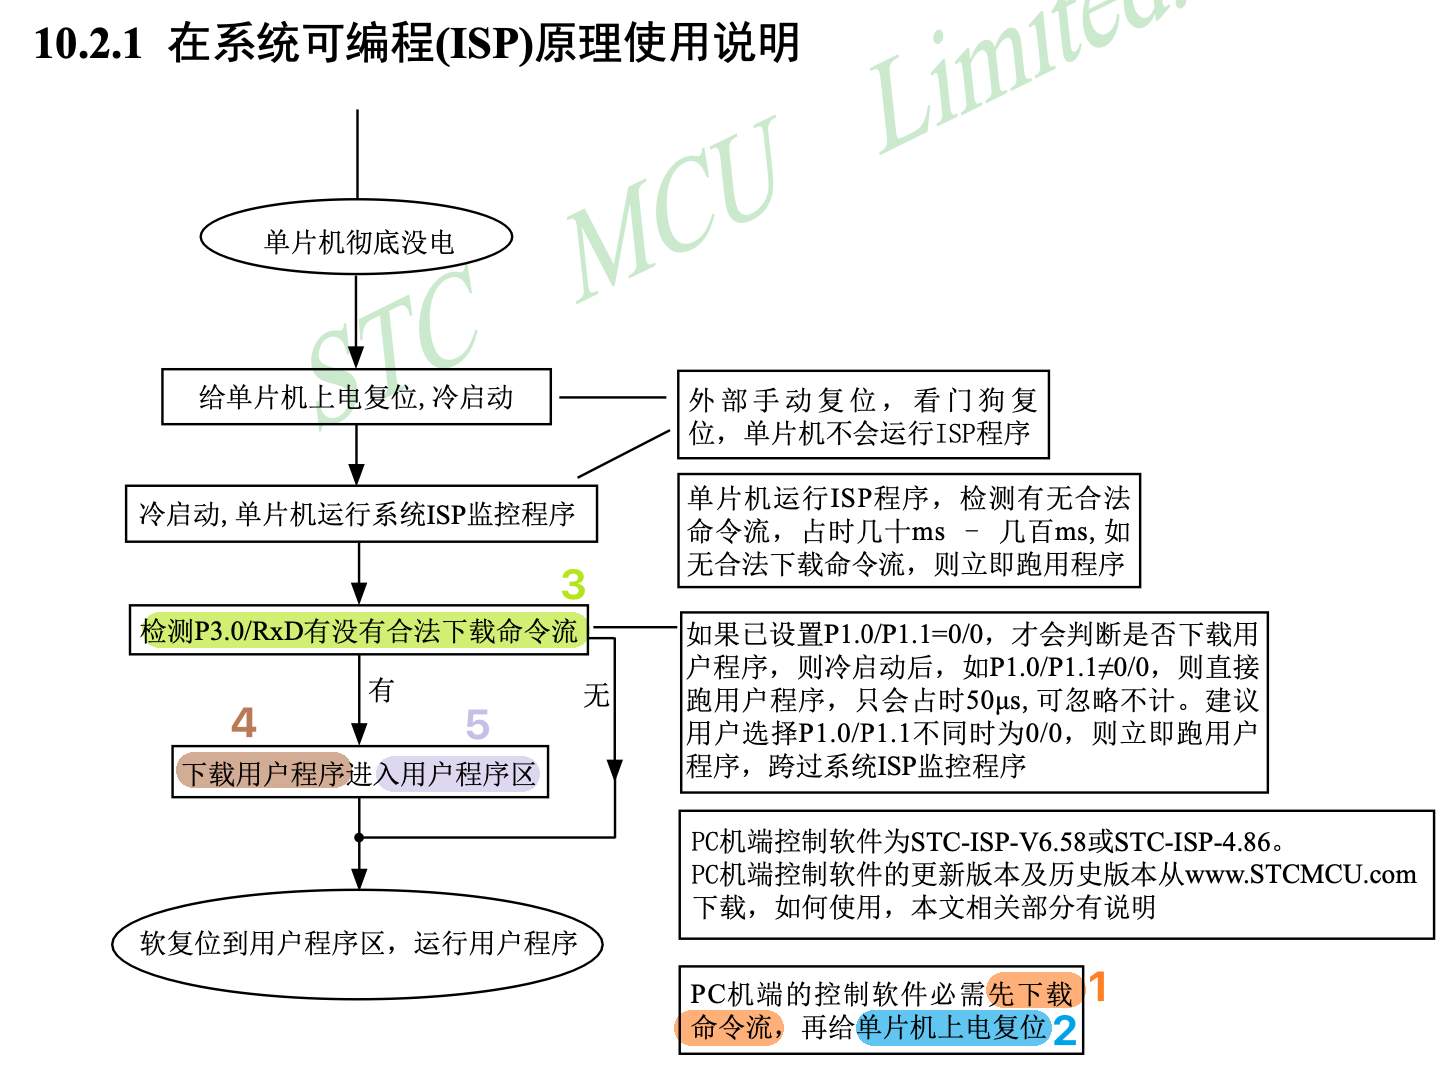 10.2.1 在系统可编程(ISP)原理使用说明
STC MCU Limited.
单片机彻底没电
给单片机上电复位,冷启动
外部手动复位，看门狗复
位，单片机不会运行ISP程序
冷启动,单片机运行系统ISP监控程序
单片机运行ISP程序，检测有无合法
命令流，占时几十ms - 几百ms,如
无合法下载命令流，则立即跑用程序
3
检测P3.0/RxD有没有合法下载命令流
如果已设置P1.0/P1.1=0/0，才会判断是否下载用
户程序，则冷启动后，如P1.0/P1.1≠0/0，则直接
跑用户程序，只会占时50μs,可忽略不计。建议
用户选择P1.0/P1.1不同时为0/0，则立即跑用户
程序，跨过系统ISP监控程序
有
无
4
5
下载用户程序进入用户程序区
PC机端控制软件为STC-ISP-V6.58或STC-ISP-4.86。
PC机端控制软件的更新版本及历史版本从www.STCMCU.com
下载，如何使用，本文相关部分有说明
软复位到用户程序区，运行用户程序
PC机端的控制软件必需先下载
1
命令流，再给单片机上电复位
2